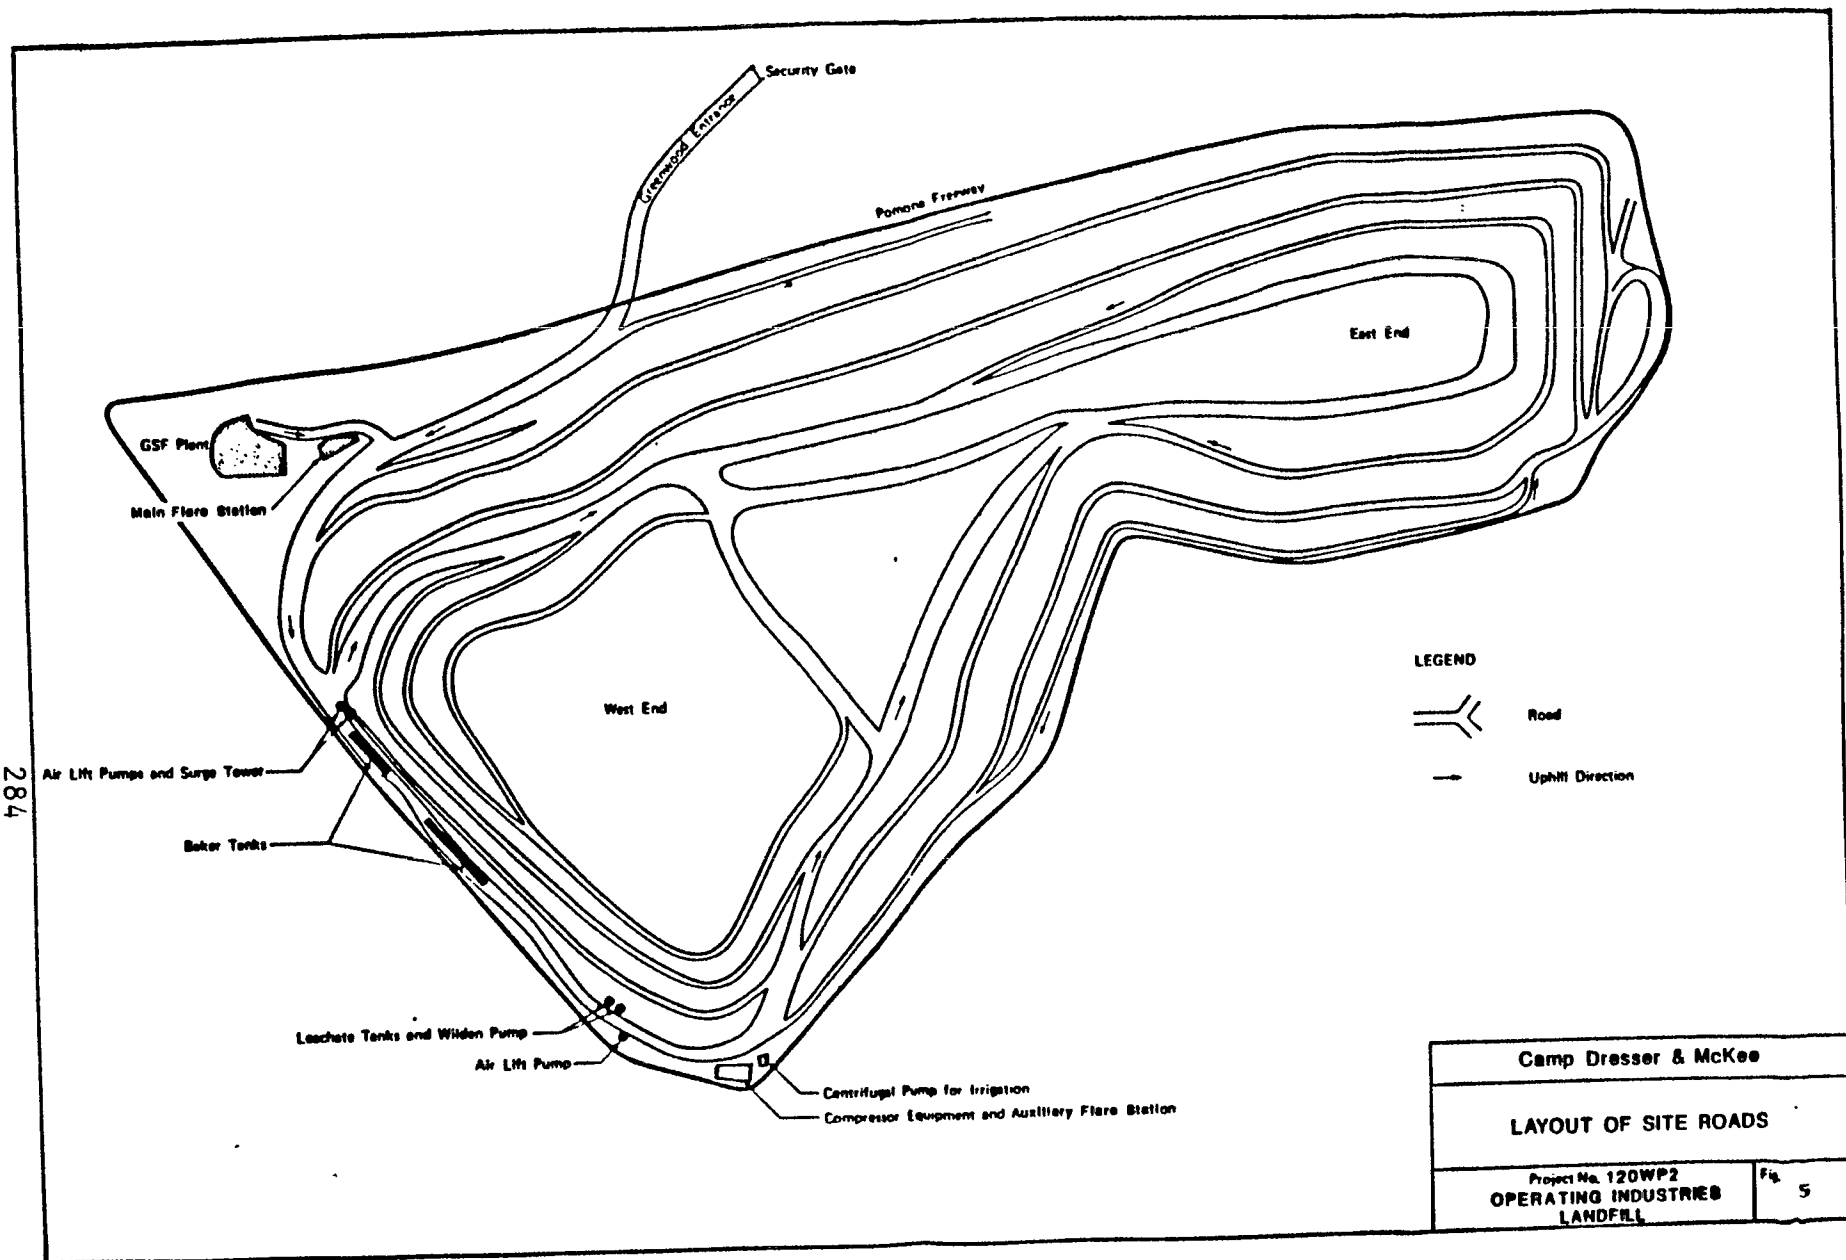 Security Gate
Greenwood Entrance
Pomona Freeway
East End
GSF Plant
Main Flare Station
West End
LEGEND
Road
Uphill Direction
Air Lift Pumps and Surge Tower
Baker Tanks
Leachate Tanks and Wilden Pump
Air Lift Pump
Centrifugal Pump for Irrigation
Compressor Equipment and Auxiliary Flare Station
284
Camp Dresser & McKee
LAYOUT OF SITE ROADS
Project No. 120WP2
OPERATING INDUSTRIES
LANDFILL
Fig. 5